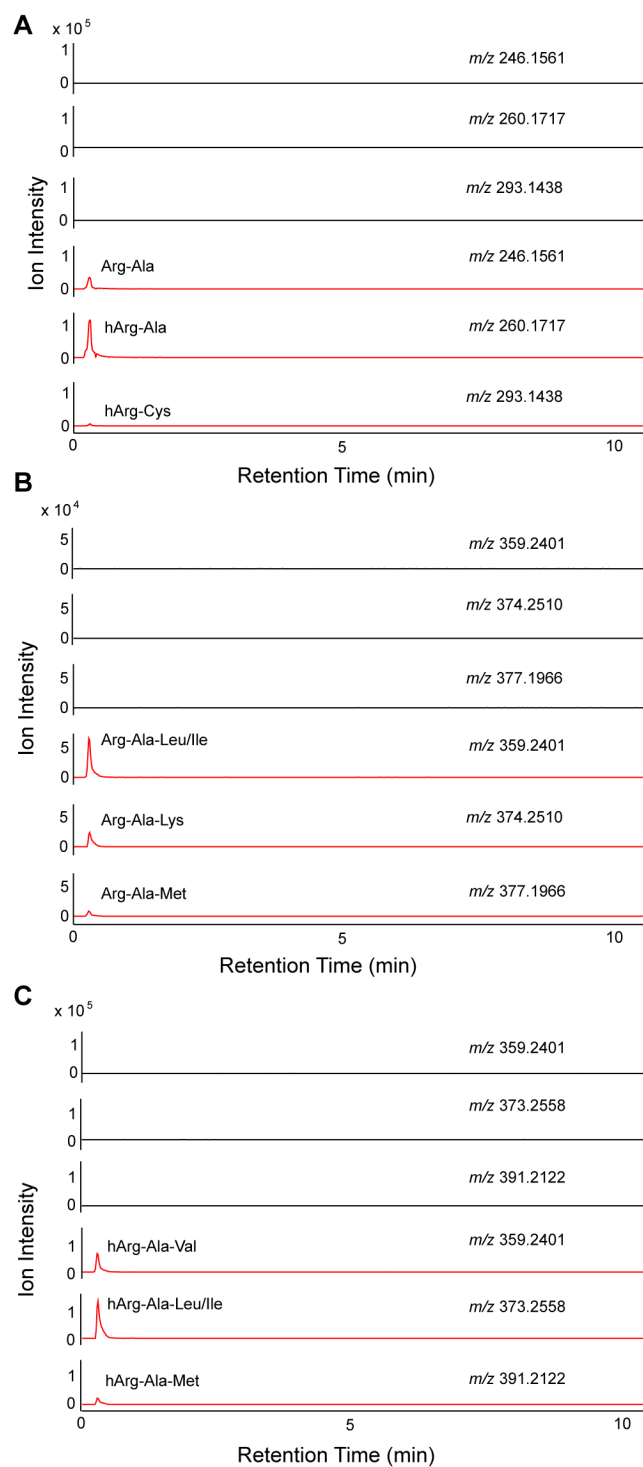 A
x 10^5
1
0
m/z 246.1561
1
0
m/z 260.1717
1
0
m/z 293.1438
Ion Intensity
1
0
Arg-Ala
m/z 246.1561
1
0
hArg-Ala
m/z 260.1717
1
0
hArg-Cys
m/z 293.1438
0 5 10
Retention Time (min)
B
x 10^4
5
0
m/z 359.2401
5
0
m/z 374.2510
5
0
m/z 377.1966
Ion Intensity
5
0
Arg-Ala-Leu/Ile
m/z 359.2401
5
0
Arg-Ala-Lys
m/z 374.2510
5
0
Arg-Ala-Met
m/z 377.1966
0 5 10
Retention Time (min)
C
x 10^5
1
0
m/z 359.2401
1
0
m/z 373.2558
1
0
m/z 391.2122
Ion Intensity
1
0
hArg-Ala-Val
m/z 359.2401
1
0
hArg-Ala-Leu/Ile
m/z 373.2558
1
0
hArg-Ala-Met
m/z 391.2122
0 5 10
Retention Time (min)